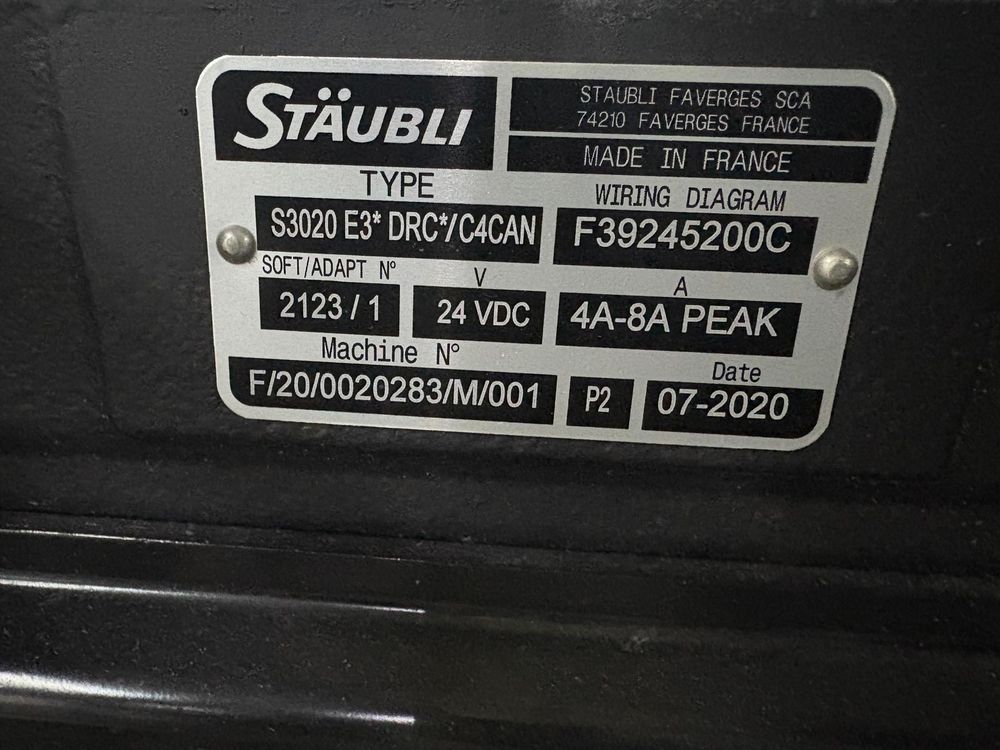 STÄUBLI
STAUBLI FAVERGES SCA
74210 FAVERGES FRANCE
MADE IN FRANCE
TYPE
S3020 E3* DRC*/C4CAN
WIRING DIAGRAM
F39245200C
SOFT/ADAPT N°
2123 / 1
V
24 VDC
A
4A-8A PEAK
Machine N°
F/20/0020283/M/001
P2
Date
07-2020